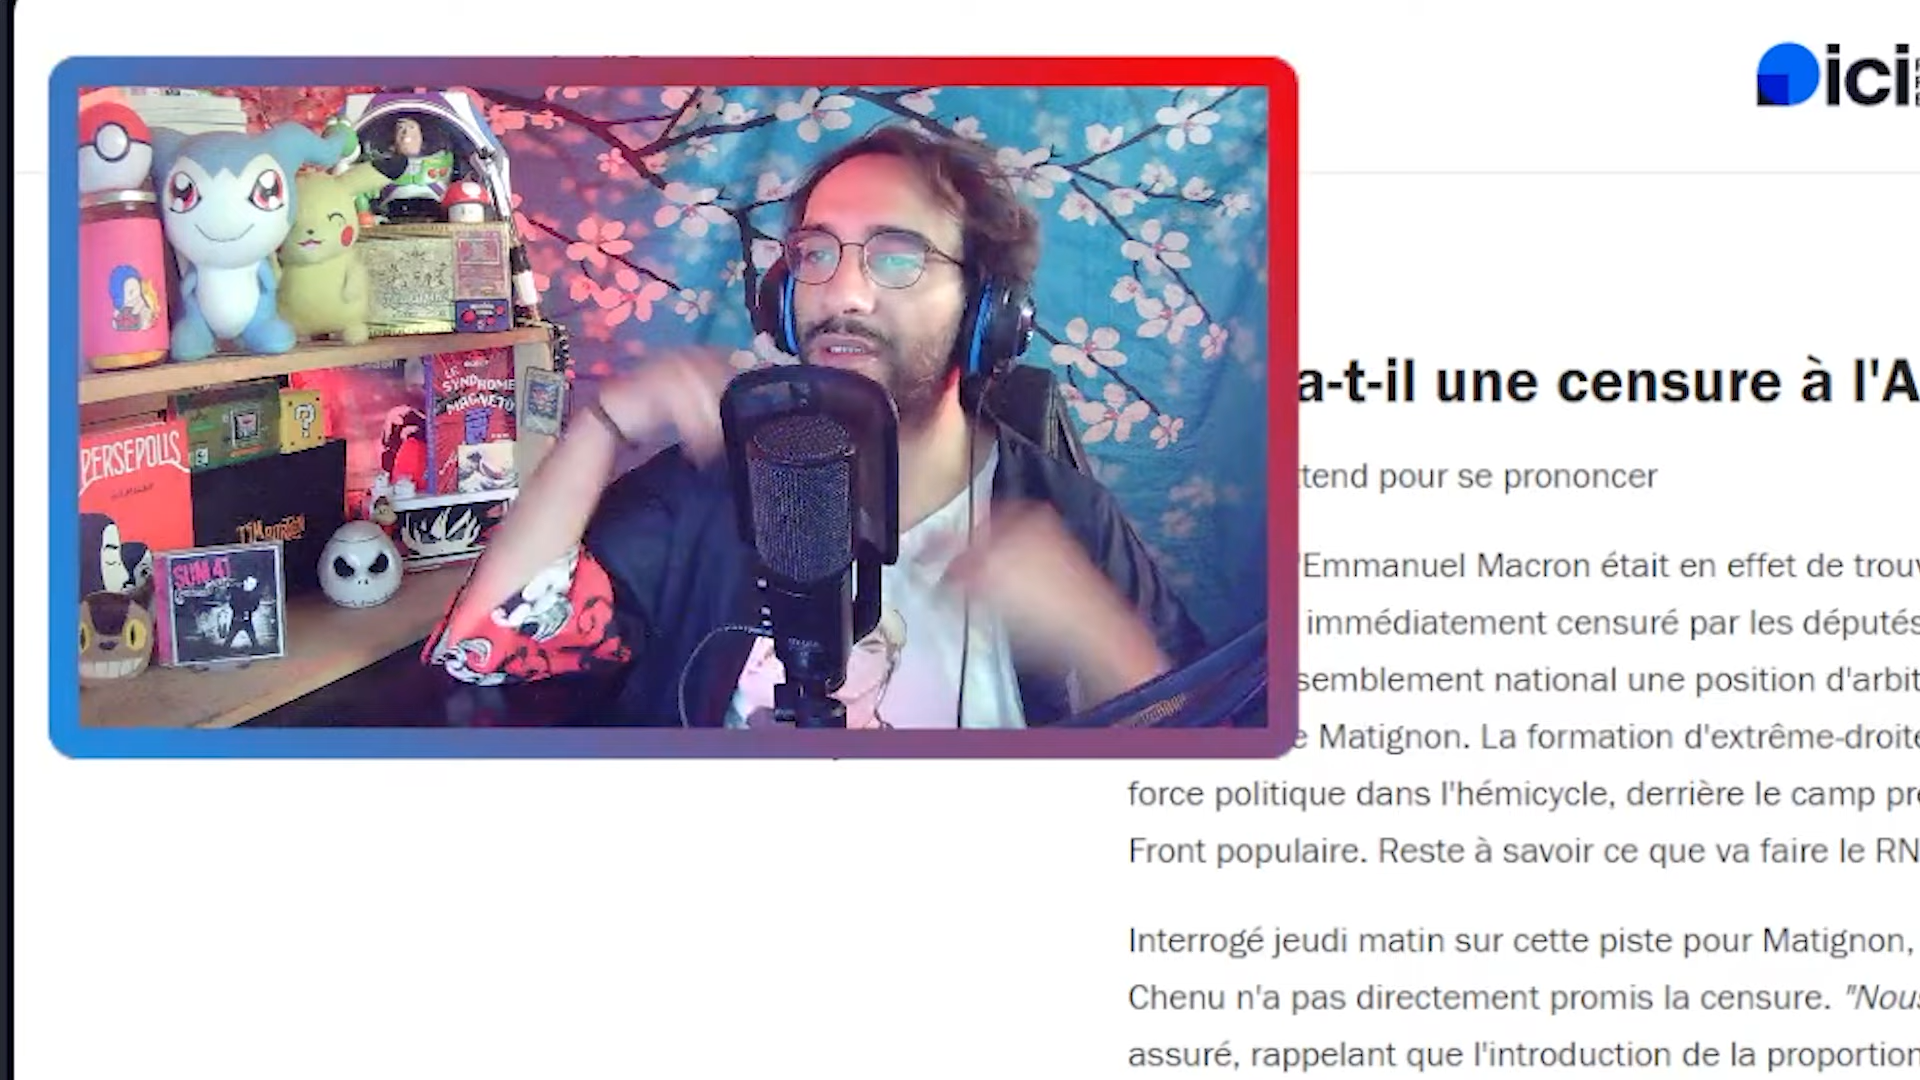 ici
a-t-il une censure à l'A
tend pour se prononcer
Emmanuel Macron était en effet de trouv
immédiatement censuré par les députés
semblement national une position d'arbit
e Matignon. La formation d'extrême-droite
force politique dans l'hémicycle, derrière le camp pré
Front populaire. Reste à savoir ce que va faire le RN
Interrogé jeudi matin sur cette piste pour Matignon,
Chenu n'a pas directement promis la censure. "Nous
assuré, rappelant que l'introduction de la proportion
LE
SYNDROME
MAGNETO
PERSEPOLIS
TIM BURTON
SUM 41